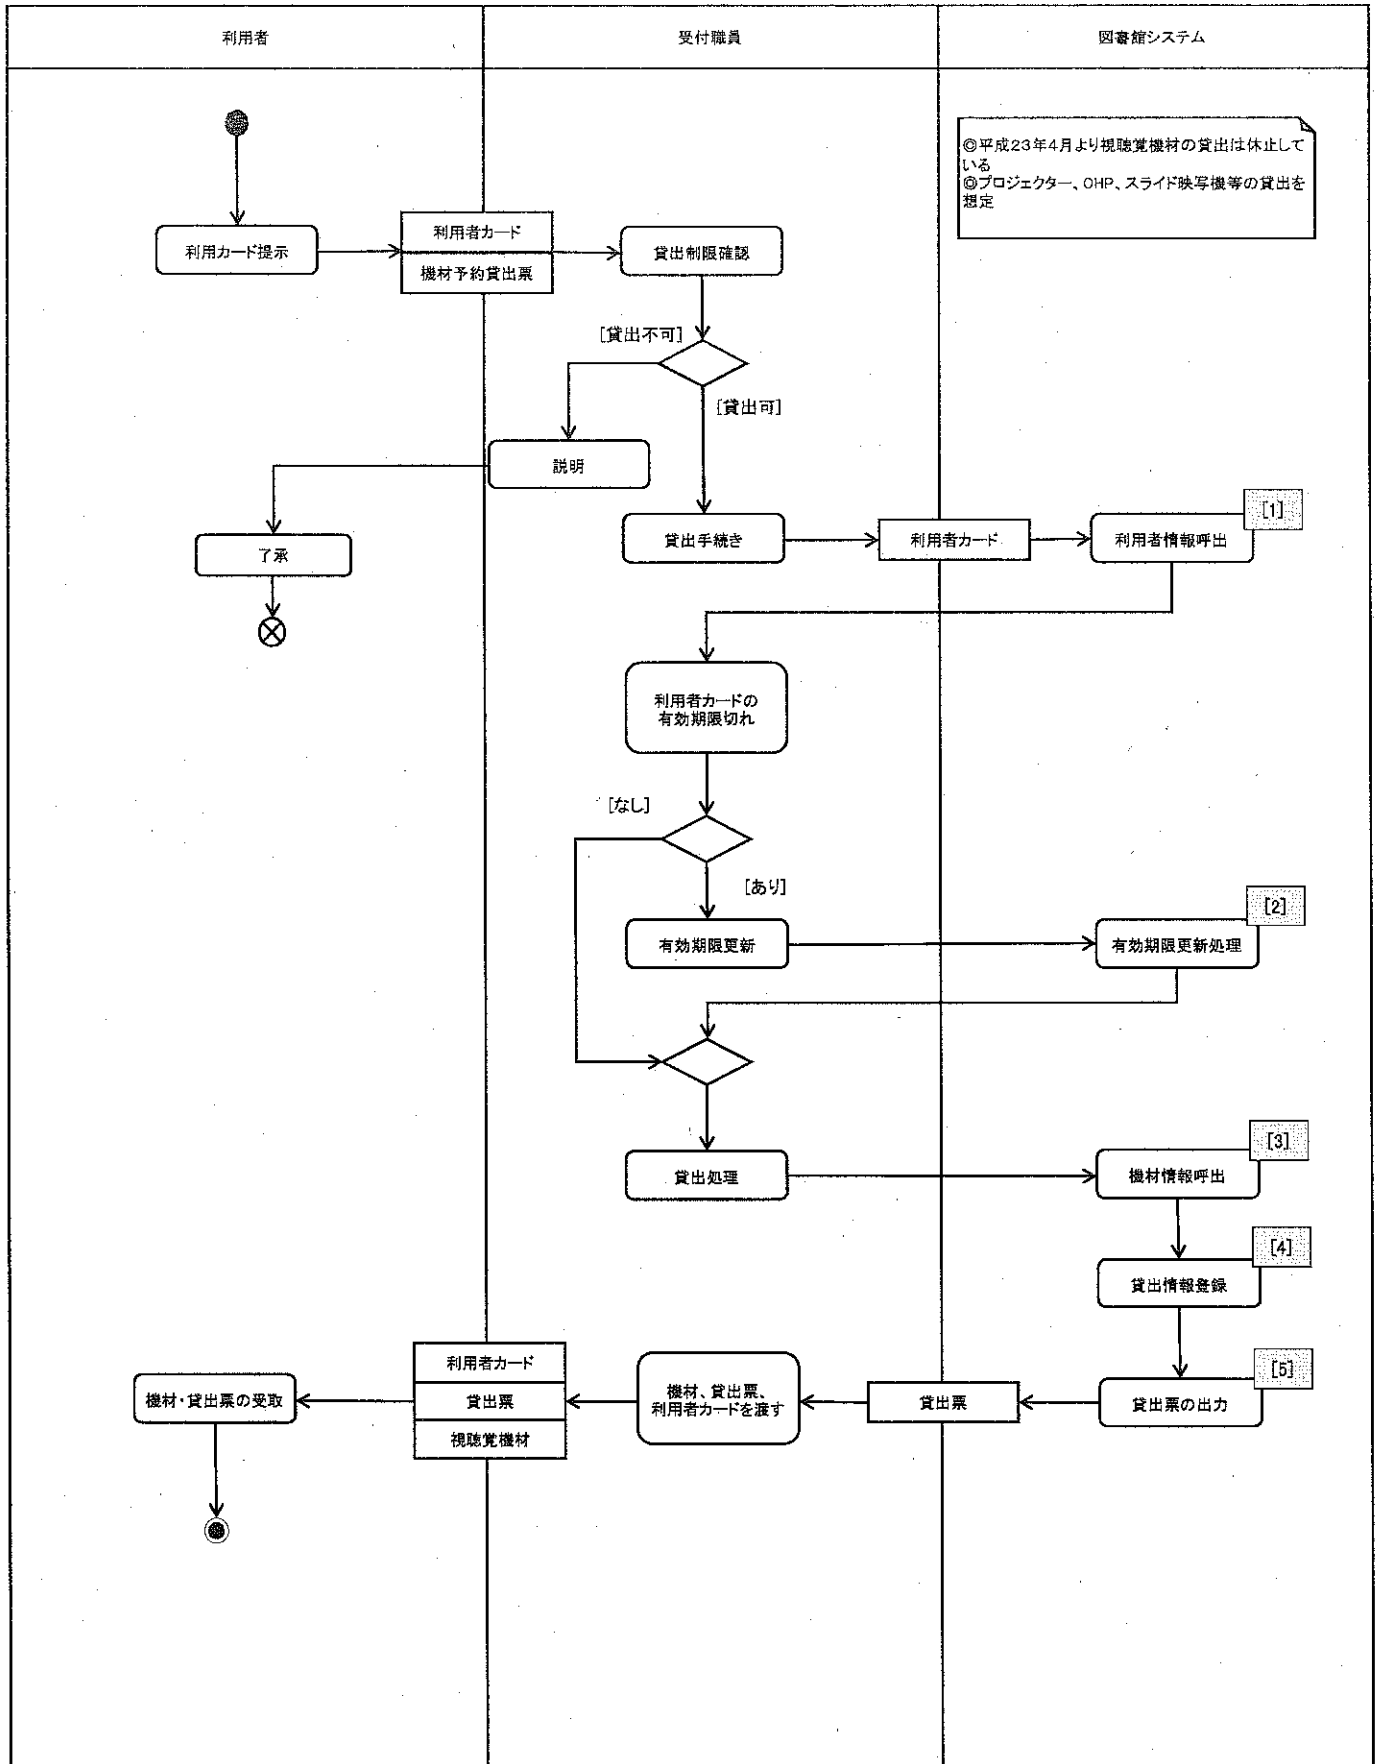 利用者
受付職員
図書館システム
◎平成23年4月より視聴覚機材の貸出は休止して
いる
◎プロジェクター、OHP、スライド映写機等の貸出を
想定
利用カード提示
利用者カード
機材予約貸出票
貸出制限確認
[貸出不可]
[貸出可]
説明
了承
貸出手続き
利用者カード
利用者情報呼出
[1]
利用者カードの
有効期限切れ
[なし]
[あり]
有効期限更新
有効期限更新処理
[2]
貸出処理
機材情報呼出
[3]
貸出情報登録
[4]
機材・貸出票の受取
利用者カード
貸出票
視聴覚機材
機材、貸出票、
利用者カードを渡す
貸出票
貸出票の出力
[5]